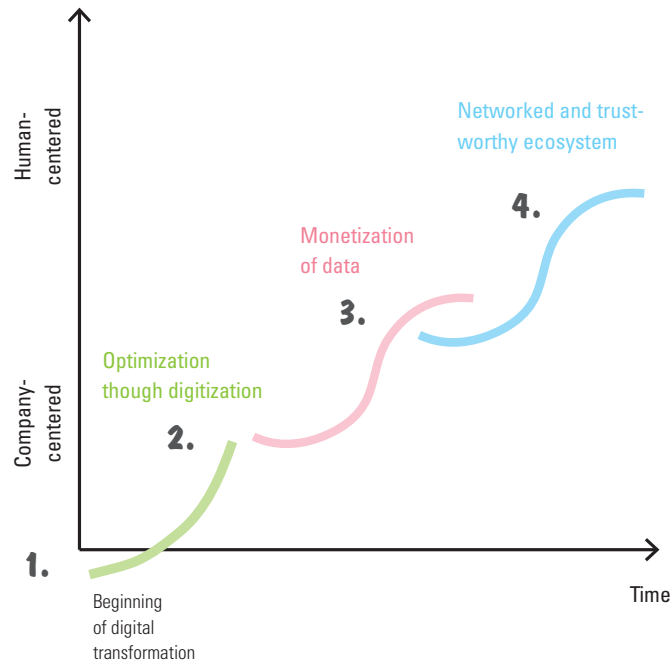 Human-
centered
Networked and trust-
worthy ecosystem
4.
Monetization
of data
3.
Company-
centered
Optimization
though digitization
2.
1.
Beginning
of digital
transformation
Time